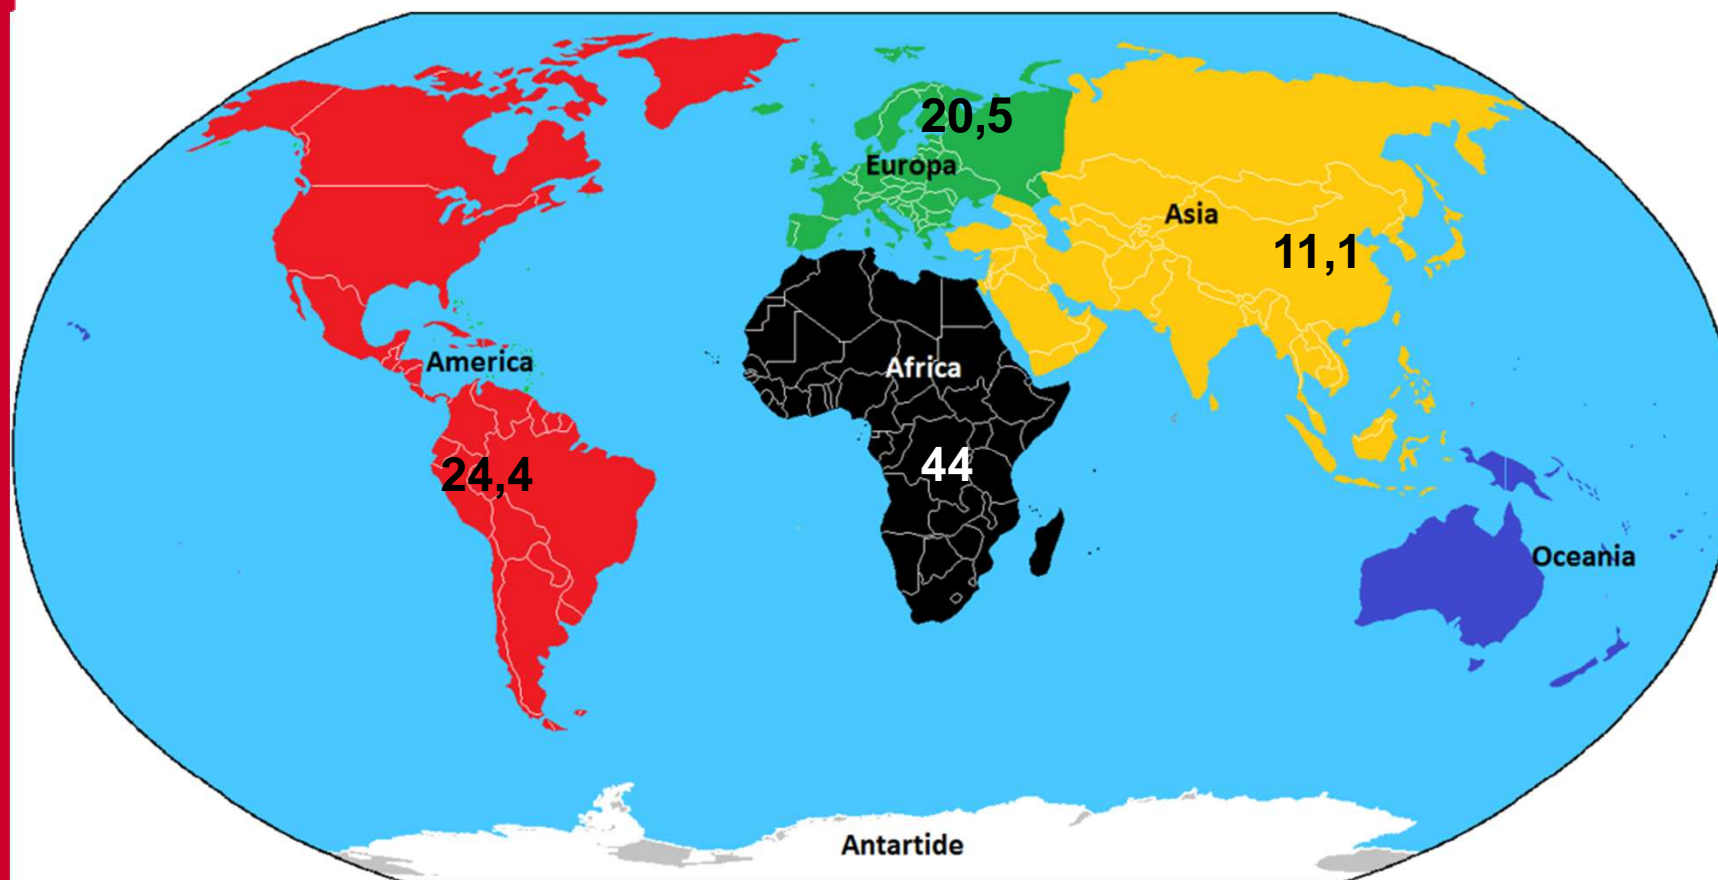 20,5
Europa
Asia
11,1
America
Africa
24,4
44
Oceania
Antartide